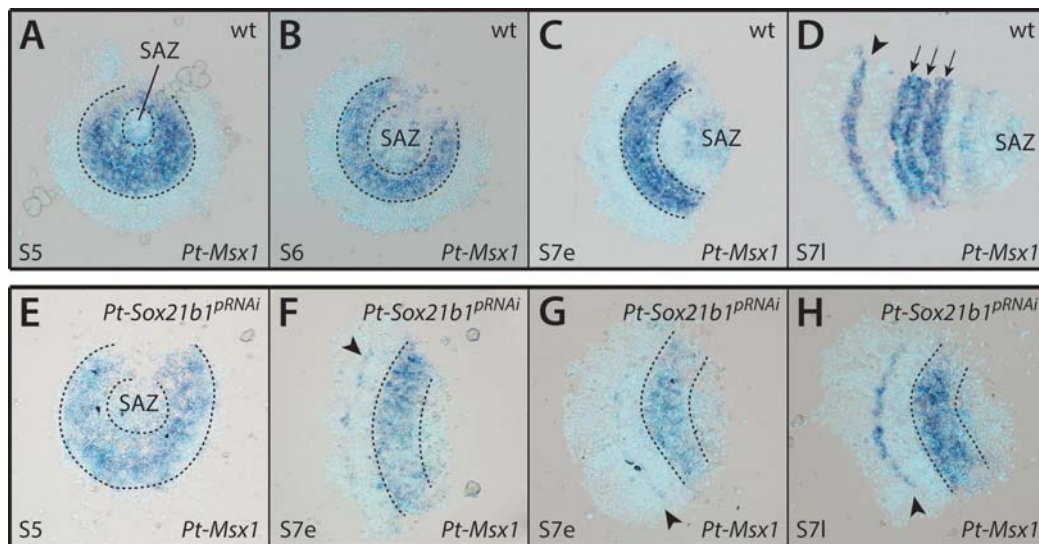 A wt
SAZ
S5 Pt-Msx1
B wt
SAZ
S6 Pt-Msx1
C wt
SAZ
S7e Pt-Msx1
D wt
SAZ
S7l Pt-Msx1
E Pt-Sox21b1pRNAi
SAZ
S5 Pt-Msx1
F Pt-Sox21b1pRNAi
S7e Pt-Msx1
G Pt-Sox21b1pRNAi
S7e Pt-Msx1
H Pt-Sox21b1pRNAi
S7l Pt-Msx1